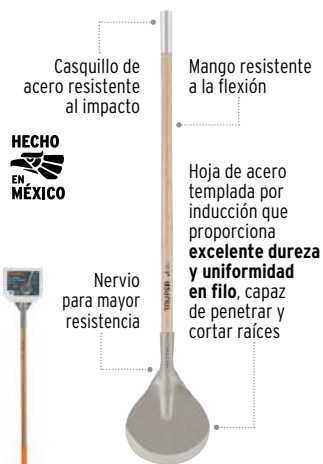 Casquillo de
acero resistente
al impacto
Mango resistente
a la flexión
HECHO
EN
MÉXICO
Hoja de acero
templada por
inducción que
proporciona
excelente dureza
y uniformidad
en filo, capaz
de penetrar y
cortar raíces
Nervio
para mayor
resistencia
TRUPER